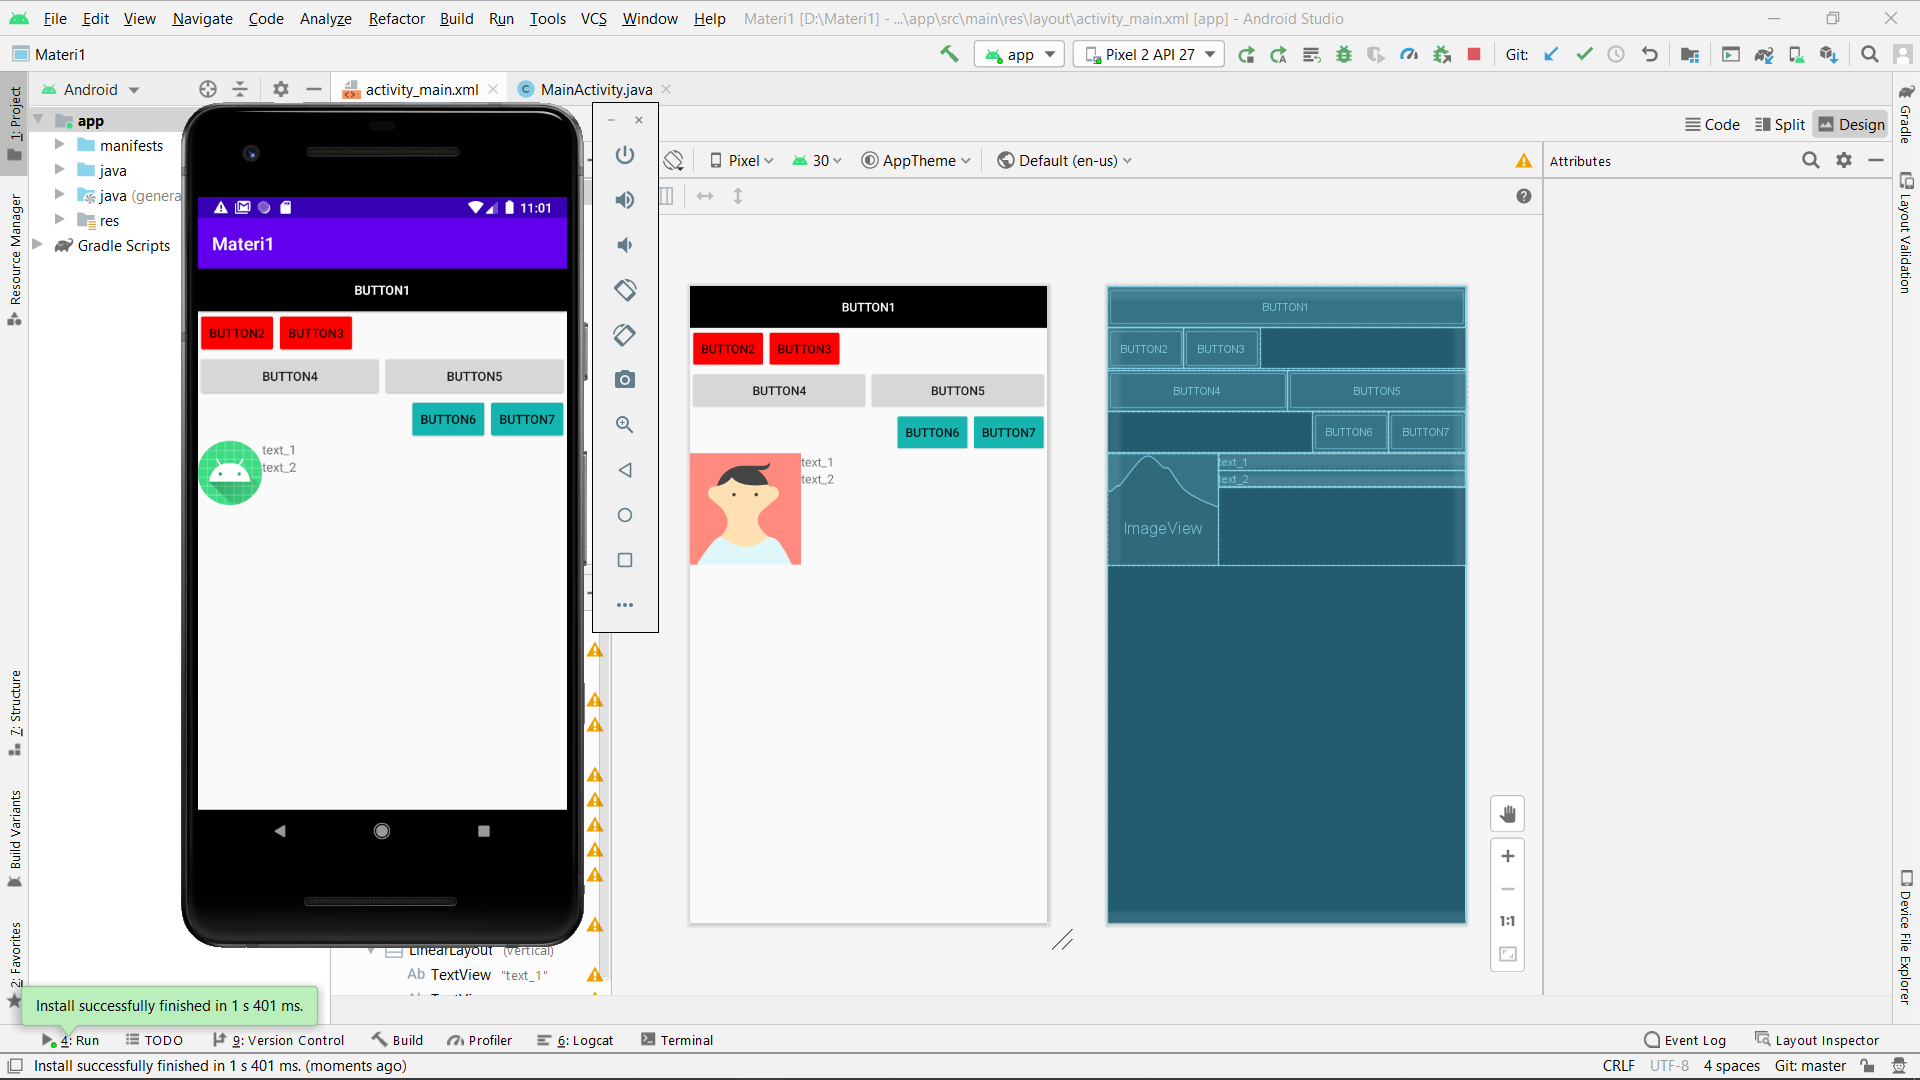 File Edit View Navigate Code Analyze Refactor Build Run Tools VCS Window Help Materi1 [D:\Materi1] - ...\app\src\main\res\layout\activity_main.xml [app] - Android Studio
Materi1 app Pixel 2 API 27 Git:
Android activity_main.xml MainActivity.java
1: Project
Resource Manager
7: Structure
Build Variants
2: Favorites
app
manifests
java
java (genera
res
Gradle Scripts
11:01
Materi1
BUTTON1
BUTTON2 BUTTON3
BUTTON4 BUTTON5
BUTTON6 BUTTON7
text_1
text_2
Code Split Design
Pixel 30 AppTheme Default (en-us)
Attributes
BUTTON1
BUTTON2 BUTTON3
BUTTON4 BUTTON5
BUTTON6 BUTTON7
text_1
text_2
BUTTON1
BUTTON2 BUTTON3
BUTTON4 BUTTON5
BUTTON6 BUTTON7
text_1
text_2
ImageView
1:1
Gradle
Layout Validation
Device File Explorer
LinearLayout (vertical)
Ab TextView "text_1"
Install successfully finished in 1 s 401 ms.
4: Run TODO 9: Version Control Build Profiler 6: Logcat Terminal Event Log Layout Inspector
Install successfully finished in 1 s 401 ms. (moments ago) CRLF UTF-8 4 spaces Git: master